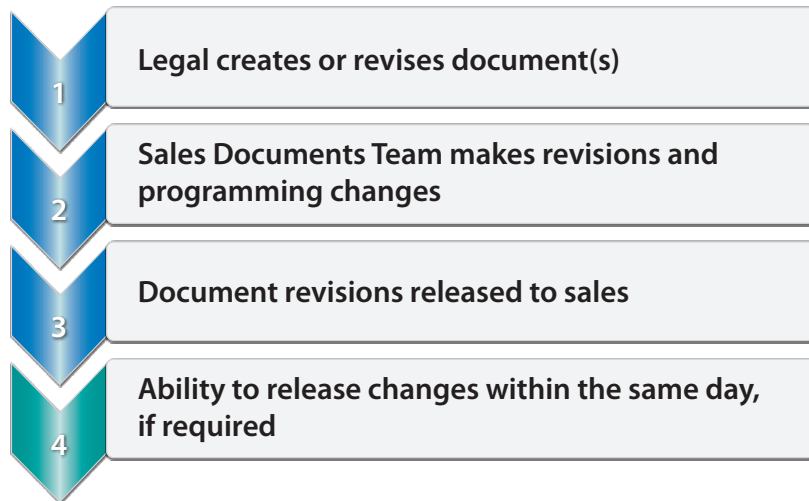 1
Legal creates or revises document(s)
2
Sales Documents Team makes revisions and
programming changes
3
Document revisions released to sales
4
Ability to release changes within the same day,
if required